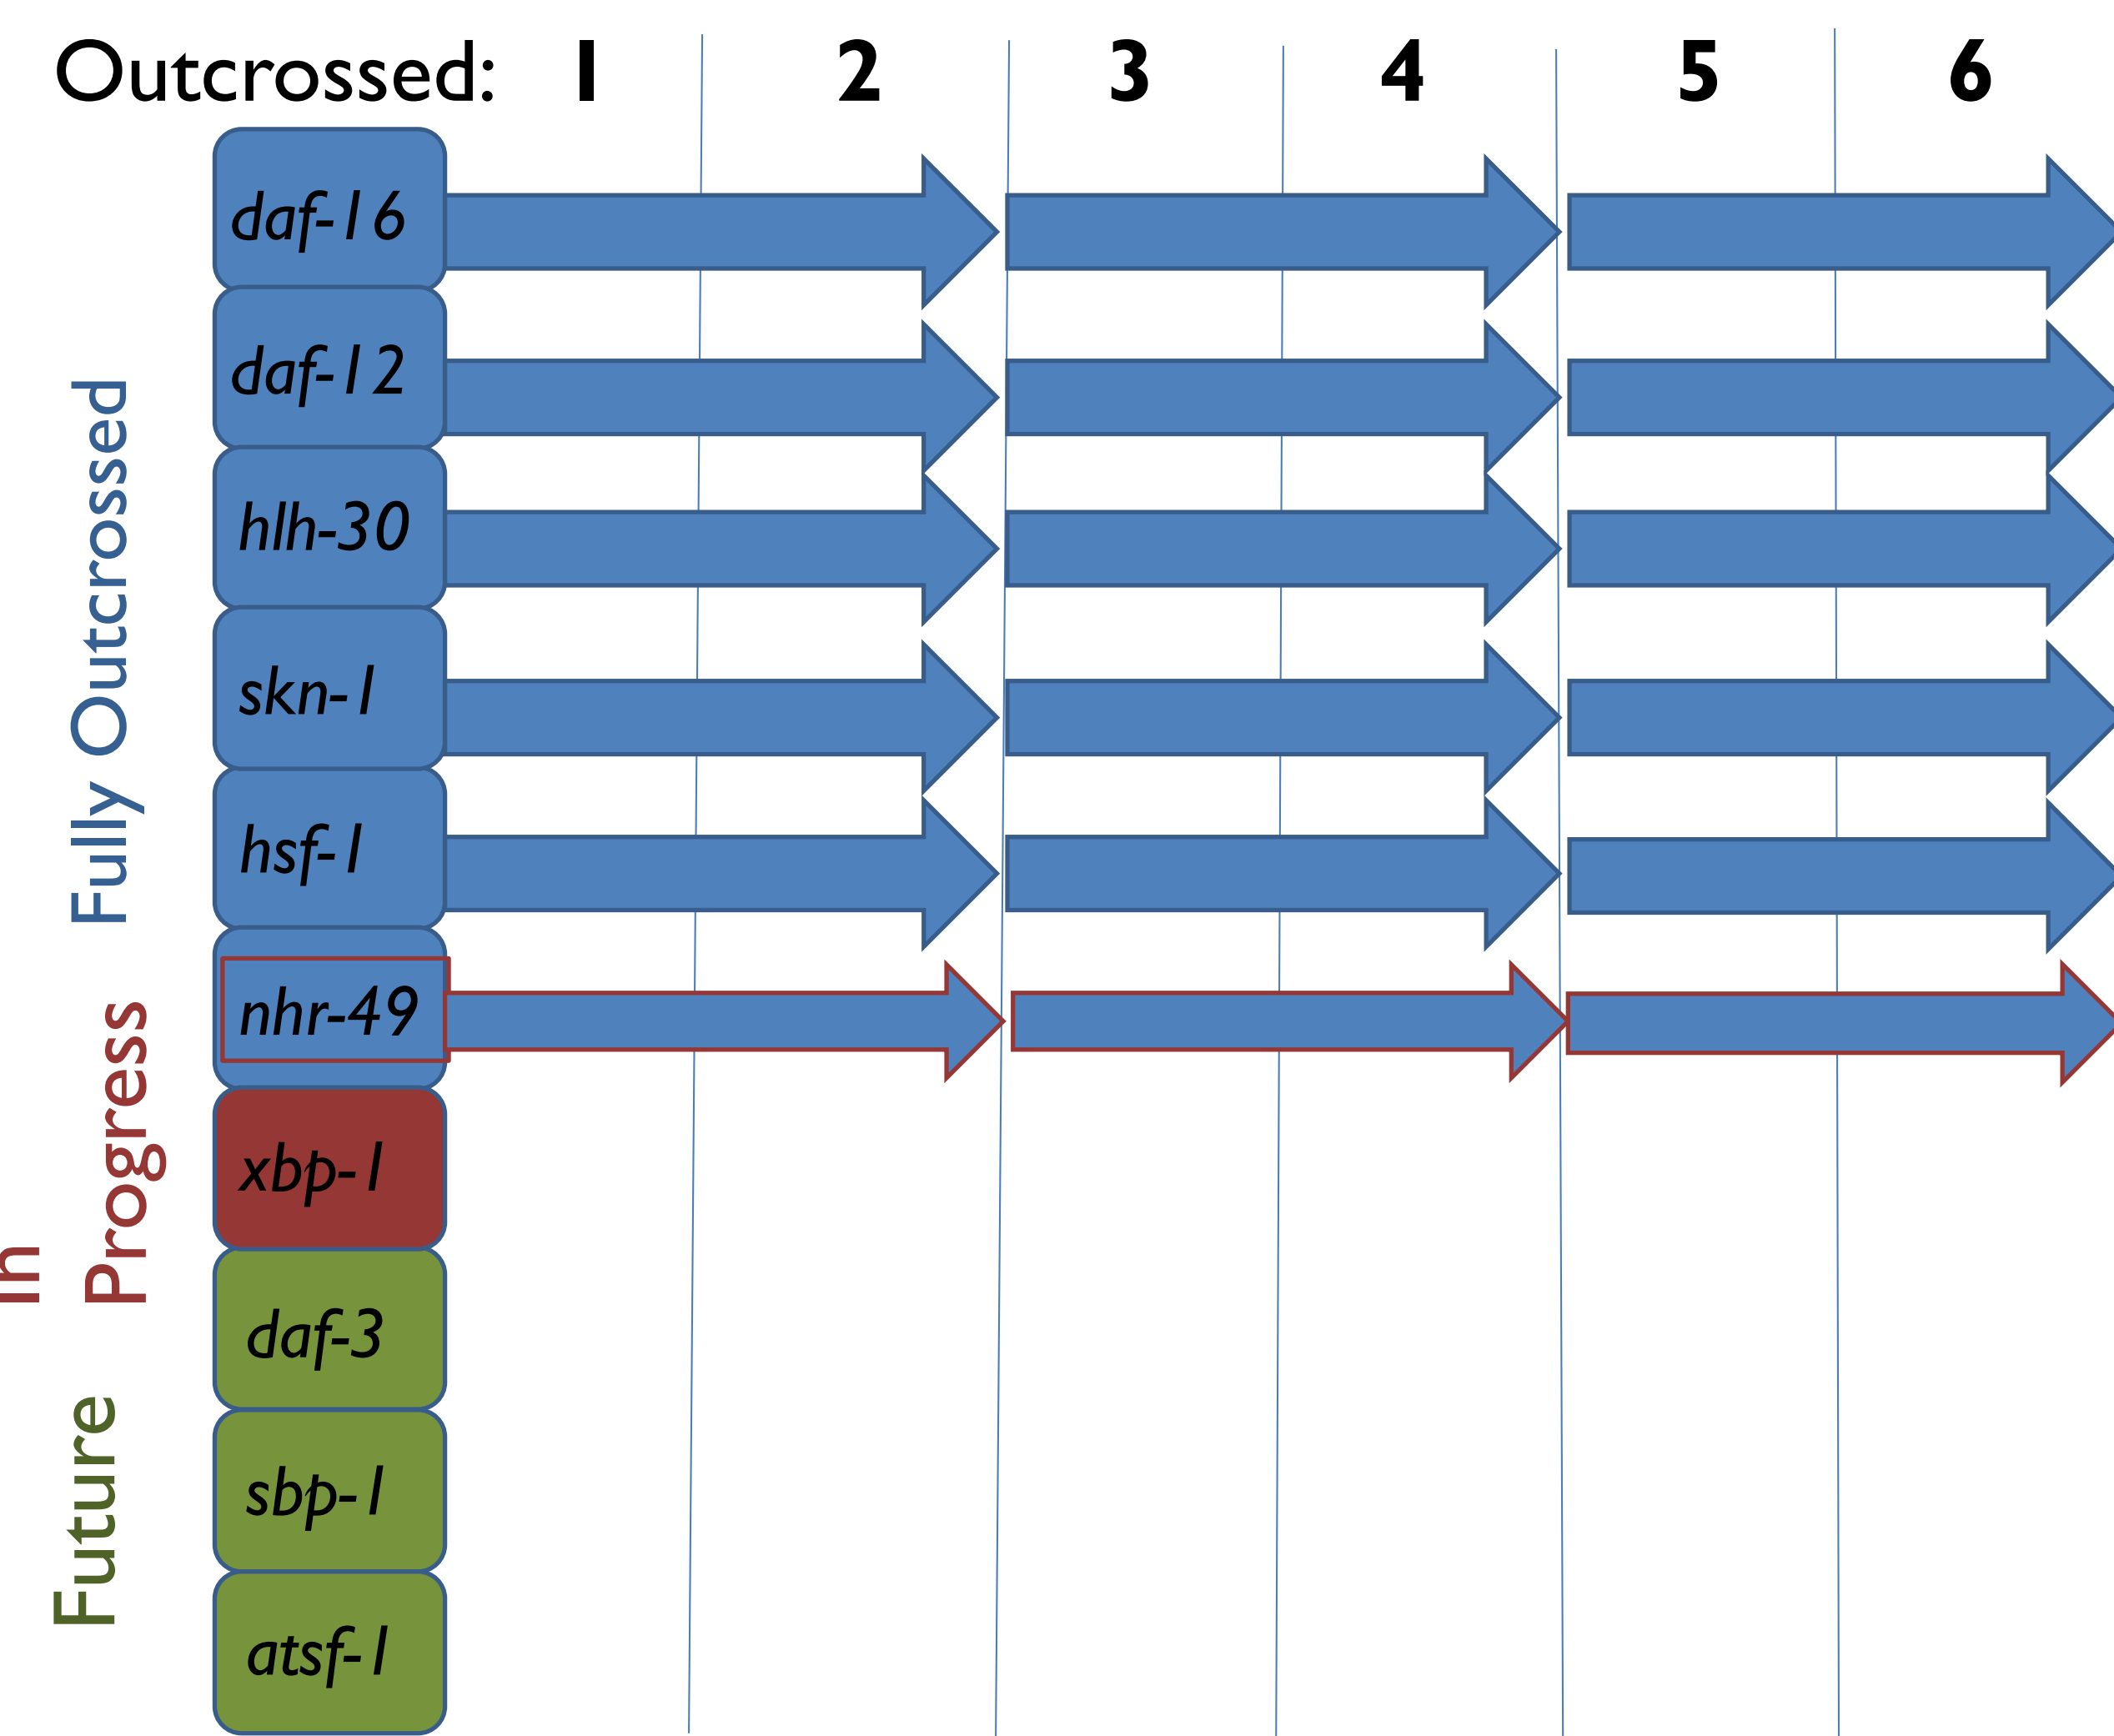 Outcrossed: 1 2 3 4 5 6
Fully Outcrossed
daf-16
daf-12
hlh-30
skn-1
hsf-1
In
Progress
nhr-49
xbp-1
Future
daf-3
sbp-1
atsf-1